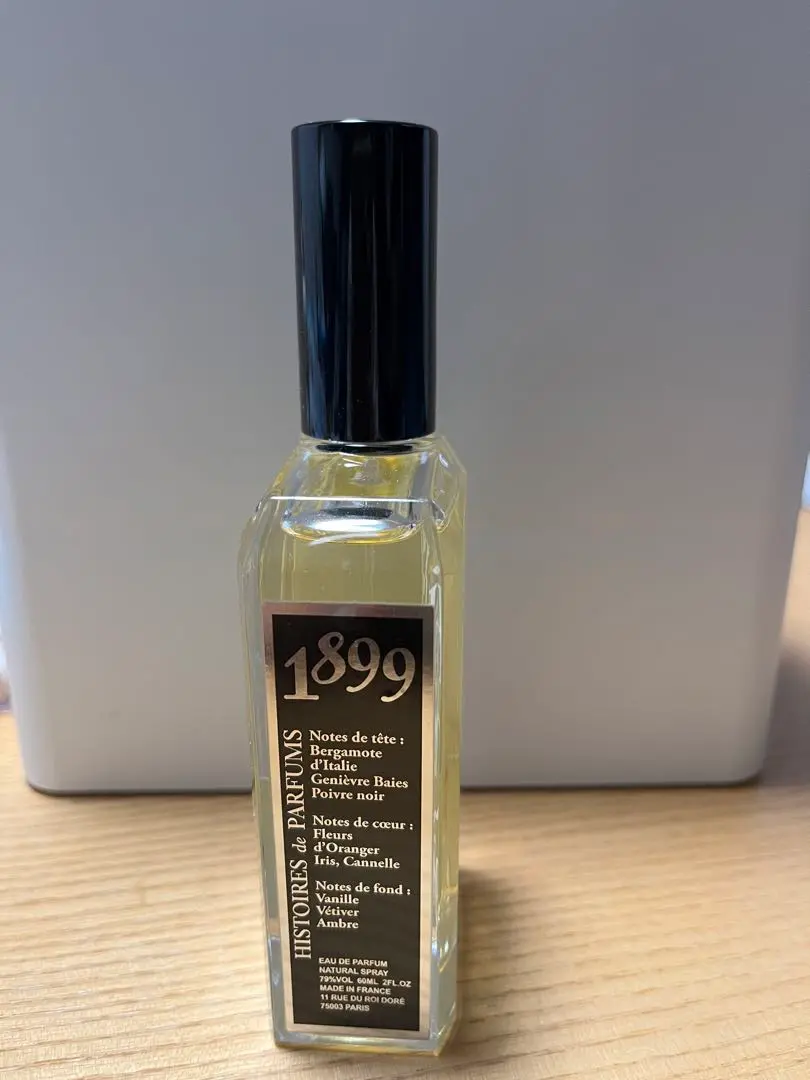 1899
HISTOIRES de PARFUMS
Notes de tête :
Bergamote
d'Italie
Genièvre Baies
Poivre noir
Notes de cœur :
Fleurs
d'Oranger
Iris, Cannelle
Notes de fond :
Vanille
Vétiver
Ambre
EAU DE PARFUM
NATURAL SPRAY
79%VOL 60ML 2FL.OZ
MADE IN FRANCE
11 RUE DU ROI DORÉ
75003 PARIS